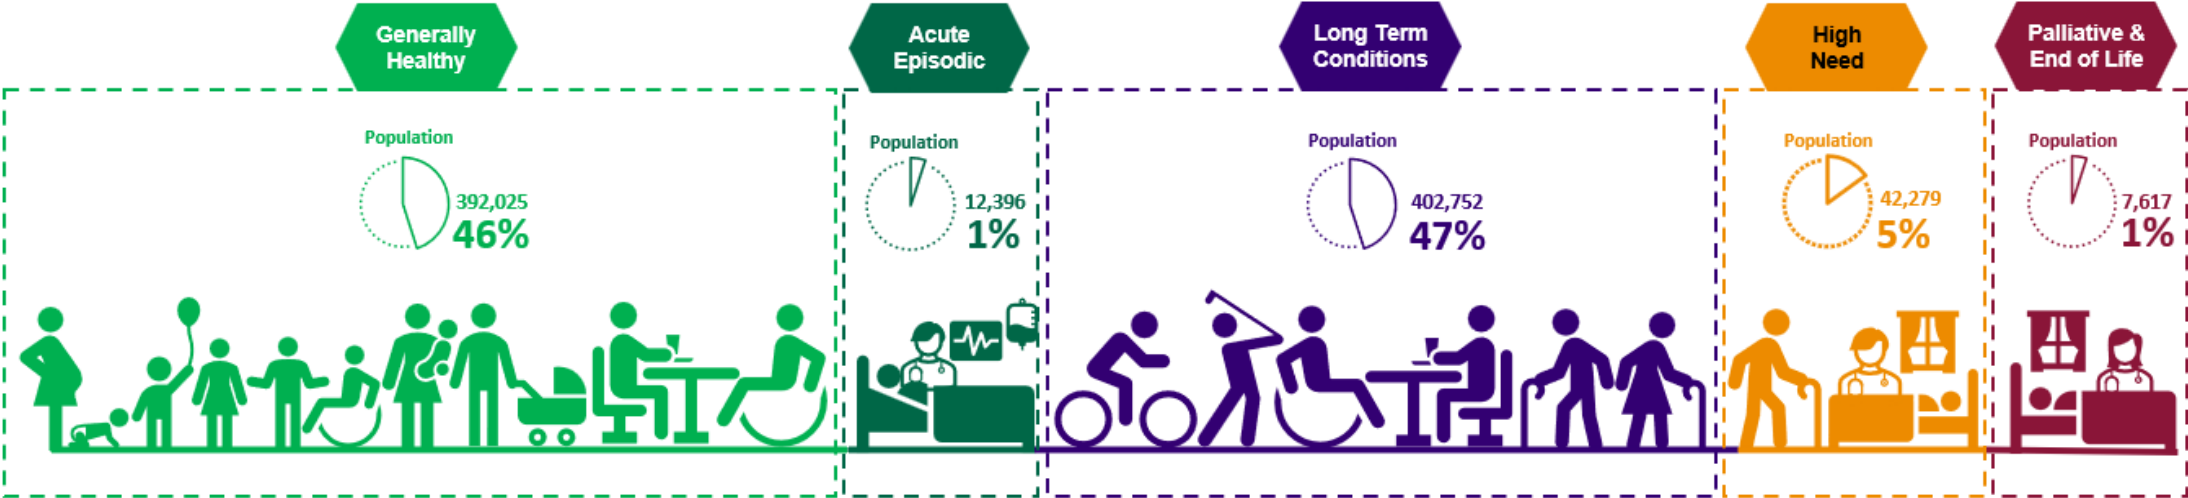 Generally
Healthy
Population
392,025
46%
Acute
Episodic
Population
12,396
1%
Long Term
Conditions
Population
402,752
47%
High
Need
Population
42,279
5%
Palliative &
End of Life
Population
7,617
1%